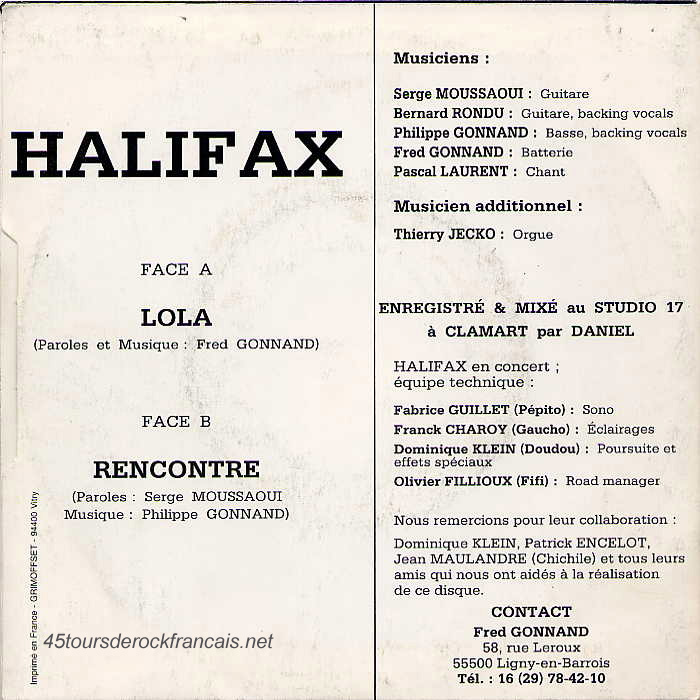 HALIFAX
FACE A
LOLA
(Paroles et Musique : Fred GONNAND)
FACE B
RENCONTRE
(Paroles : Serge MOUSSAOUI
Musique : Philippe GONNAND)
Imprimé en France - GRIMOFFSET - 94400 Vitry
45toursderockfrancais.net
Musiciens :
Serge MOUSSAOUI : Guitare
Bernard RONDU : Guitare, backing vocals
Philippe GONNAND : Basse, backing vocals
Fred GONNAND : Batterie
Pascal LAURENT : Chant
Musicien additionnel :
Thierry JECKO : Orgue
ENREGISTRÉ & MIXÉ au STUDIO 17
à CLAMART par DANIEL
HALIFAX en concert ;
équipe technique :
Fabrice GUILLET (Pépito) : Sono
Franck CHAROY (Gaucho) : Éclairages
Dominique KLEIN (Doudou) : Poursuite et
effets spéciaux
Olivier FILLIOUX (Fifi) : Road manager
Nous remercions pour leur collaboration :
Dominique KLEIN, Patrick ENCELOT,
Jean MAULANDRE (Chichile) et tous leurs
amis qui nous ont aidés à la réalisation
de ce disque.
CONTACT
Fred GONNAND
58, rue Leroux
55500 Ligny-en-Barrois
Tél. : 16 (29) 78-42-10